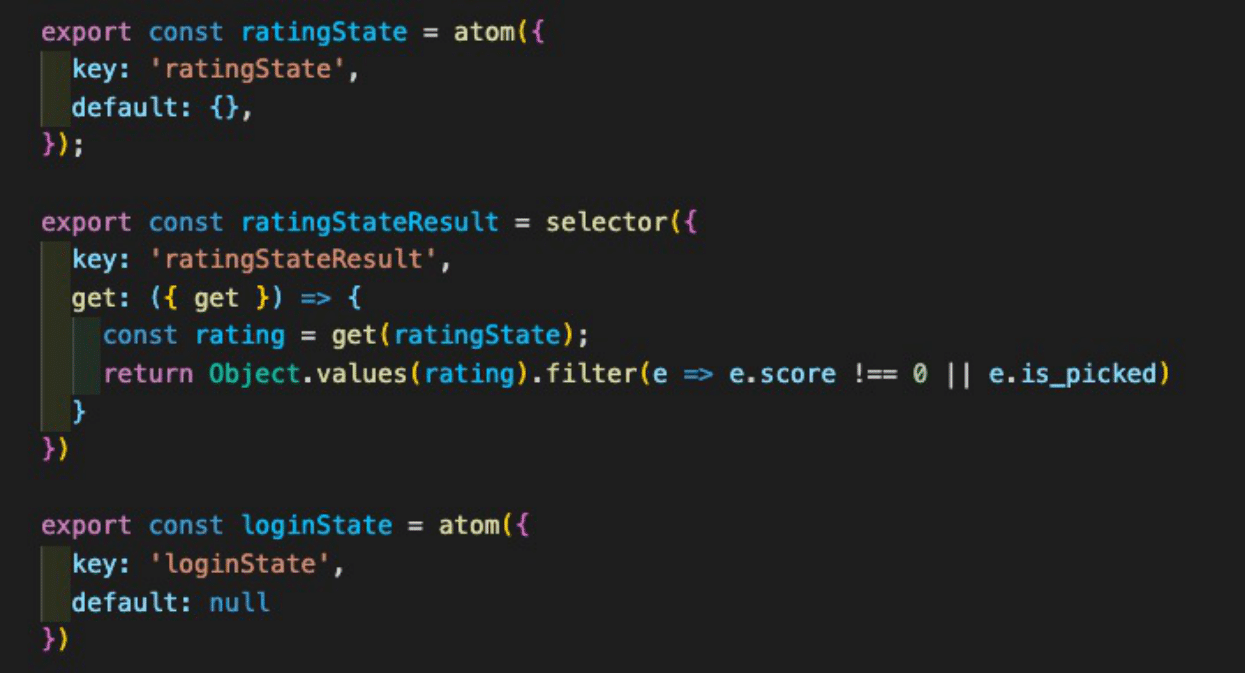 export const ratingState = atom({
  key: 'ratingState',
  default: {},
});

export const ratingStateResult = selector({
  key: 'ratingStateResult',
  get: ({ get }) => {
    const rating = get(ratingState);
    return Object.values(rating).filter(e => e.score !== 0 || e.is_picked)
  }
})

export const loginState = atom({
  key: 'loginState',
  default: null
})